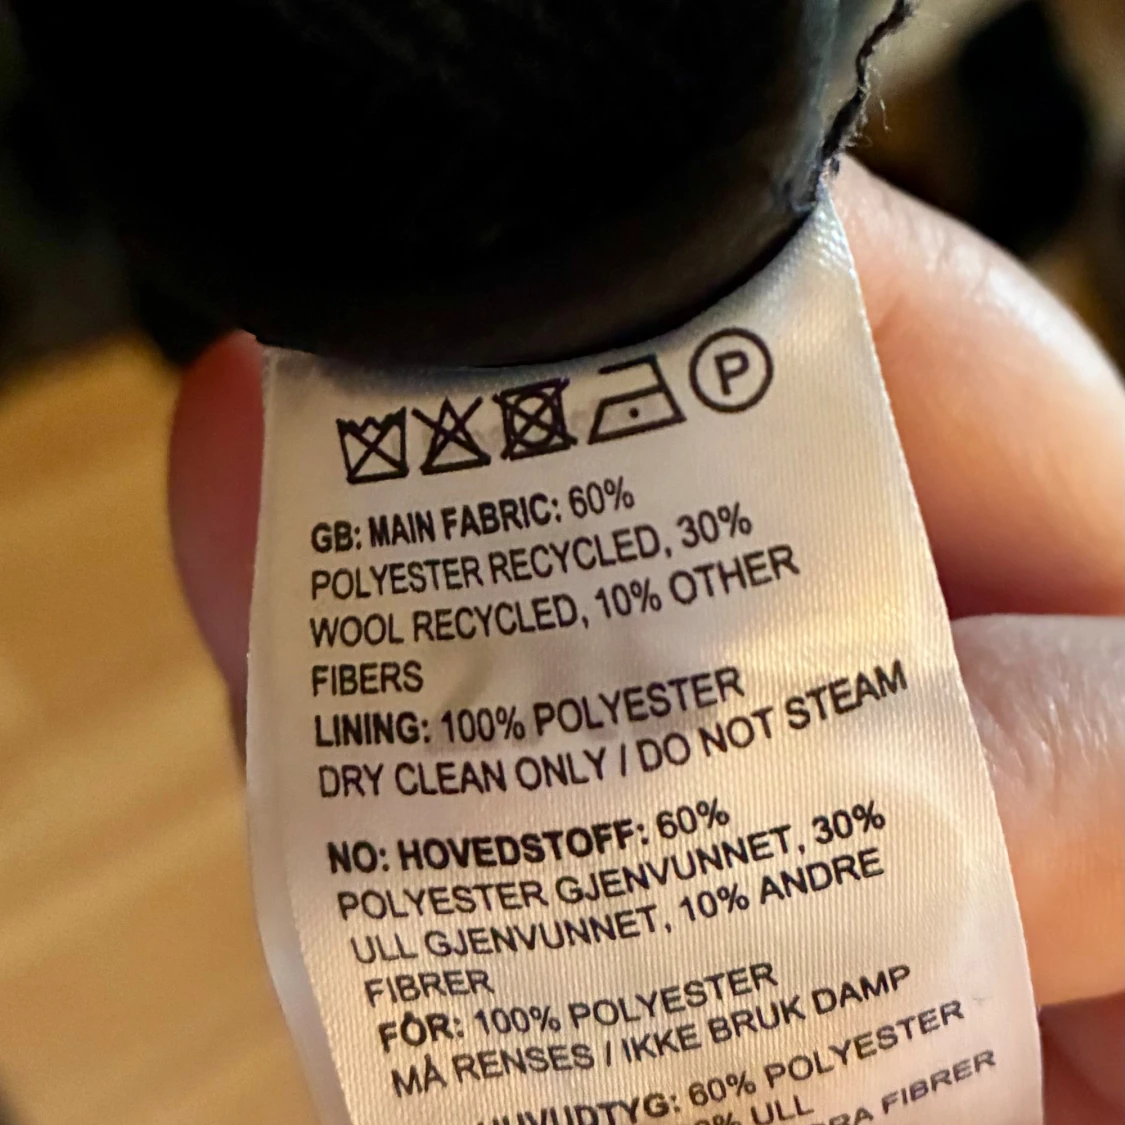 P
GB: MAIN FABRIC: 60%
POLYESTER RECYCLED, 30%
WOOL RECYCLED, 10% OTHER
FIBERS
LINING: 100% POLYESTER
DRY CLEAN ONLY / DO NOT STEAM
NO: HOVEDSTOFF: 60%
POLYESTER GJENVUNNET, 30%
ULL GJENVUNNET, 10% ANDRE
FIBRER
FÔR: 100% POLYESTER
MÅ RENSES / IKKE BRUK DAMP
60% POLYESTER
ULL
FIBRER